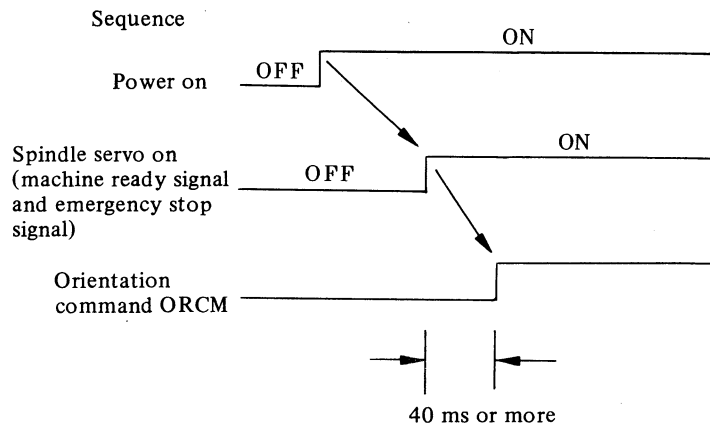 Sequence
ON
OFF
Power on
Spindle servo on
(machine ready signal
and emergency stop
signal)
ON
OFF
Orientation
command ORCM
40 ms or more